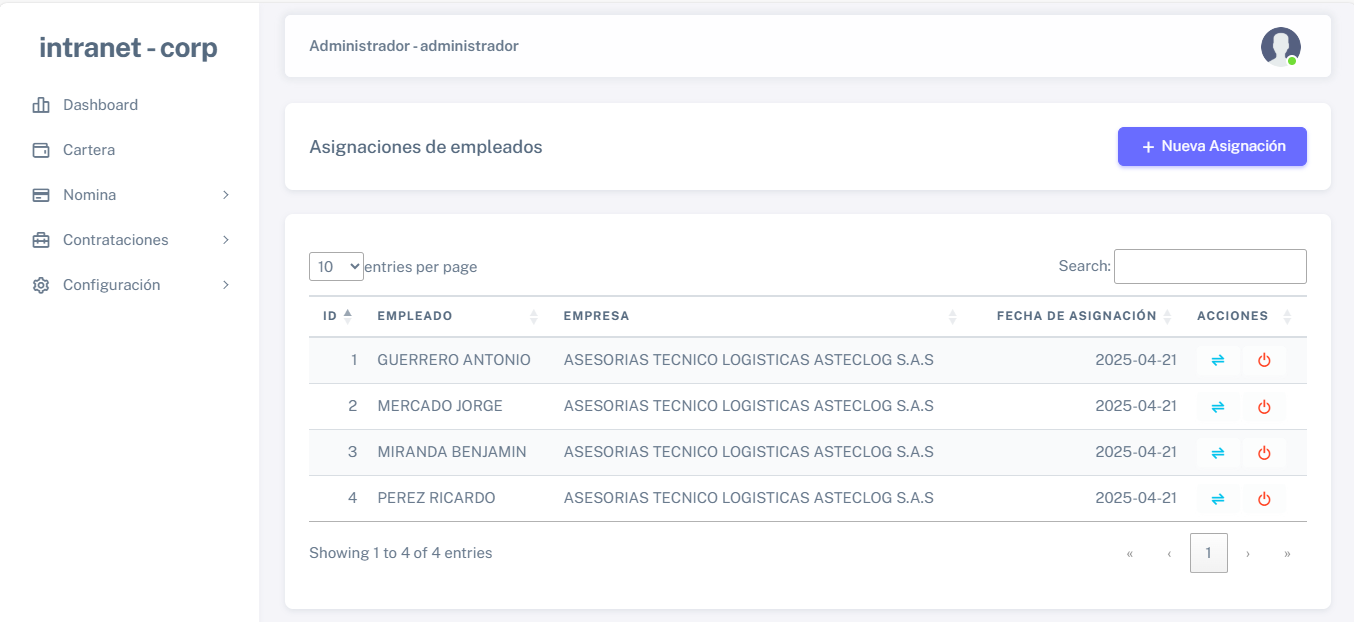 intranet - corp
Dashboard
Cartera
Nomina
Contrataciones
Configuración
Administrador - administrador
Asignaciones de empleados
+ Nueva Asignación
10 entries per page
Search:
ID EMPLEADO EMPRESA FECHA DE ASIGNACIÓN ACCIONES
1 GUERRERO ANTONIO ASESORIAS TECNICO LOGISTICAS ASTECLOG S.A.S 2025-04-21
2 MERCADO JORGE ASESORIAS TECNICO LOGISTICAS ASTECLOG S.A.S 2025-04-21
3 MIRANDA BENJAMIN ASESORIAS TECNICO LOGISTICAS ASTECLOG S.A.S 2025-04-21
4 PEREZ RICARDO ASESORIAS TECNICO LOGISTICAS ASTECLOG S.A.S 2025-04-21
Showing 1 to 4 of 4 entries
« ‹ 1 › »